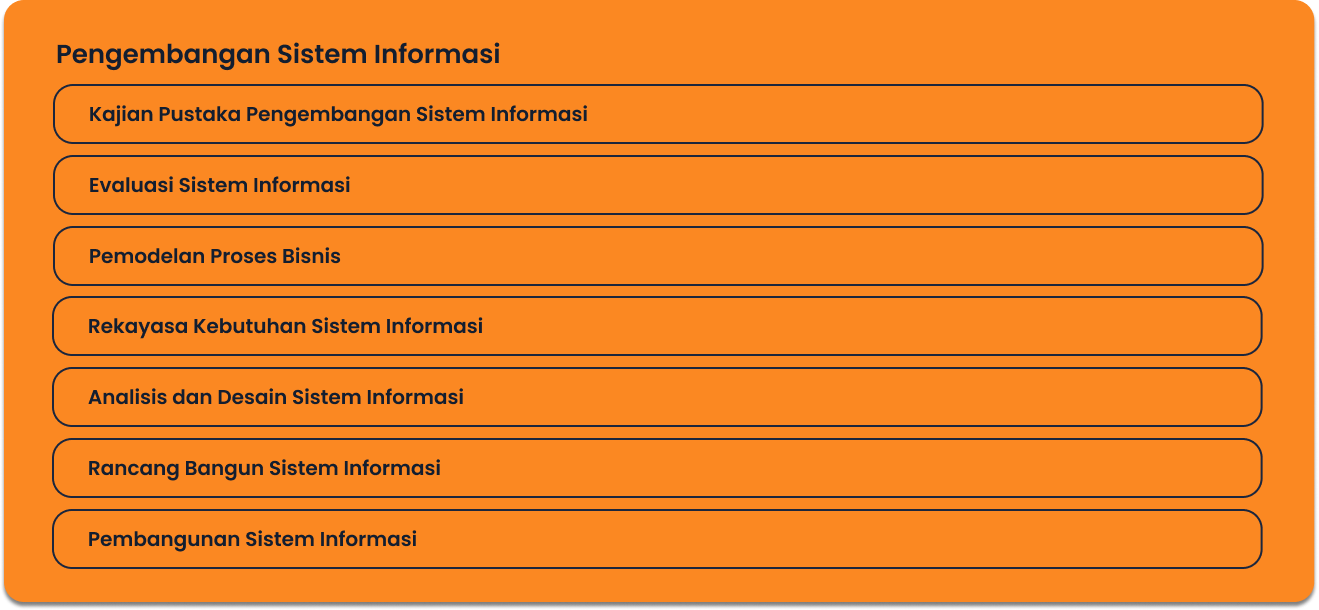 Pengembangan Sistem Informasi
Kajian Pustaka Pengembangan Sistem Informasi
Evaluasi Sistem Informasi
Pemodelan Proses Bisnis
Rekayasa Kebutuhan Sistem Informasi
Analisis dan Desain Sistem Informasi
Rancang Bangun Sistem Informasi
Pembangunan Sistem Informasi